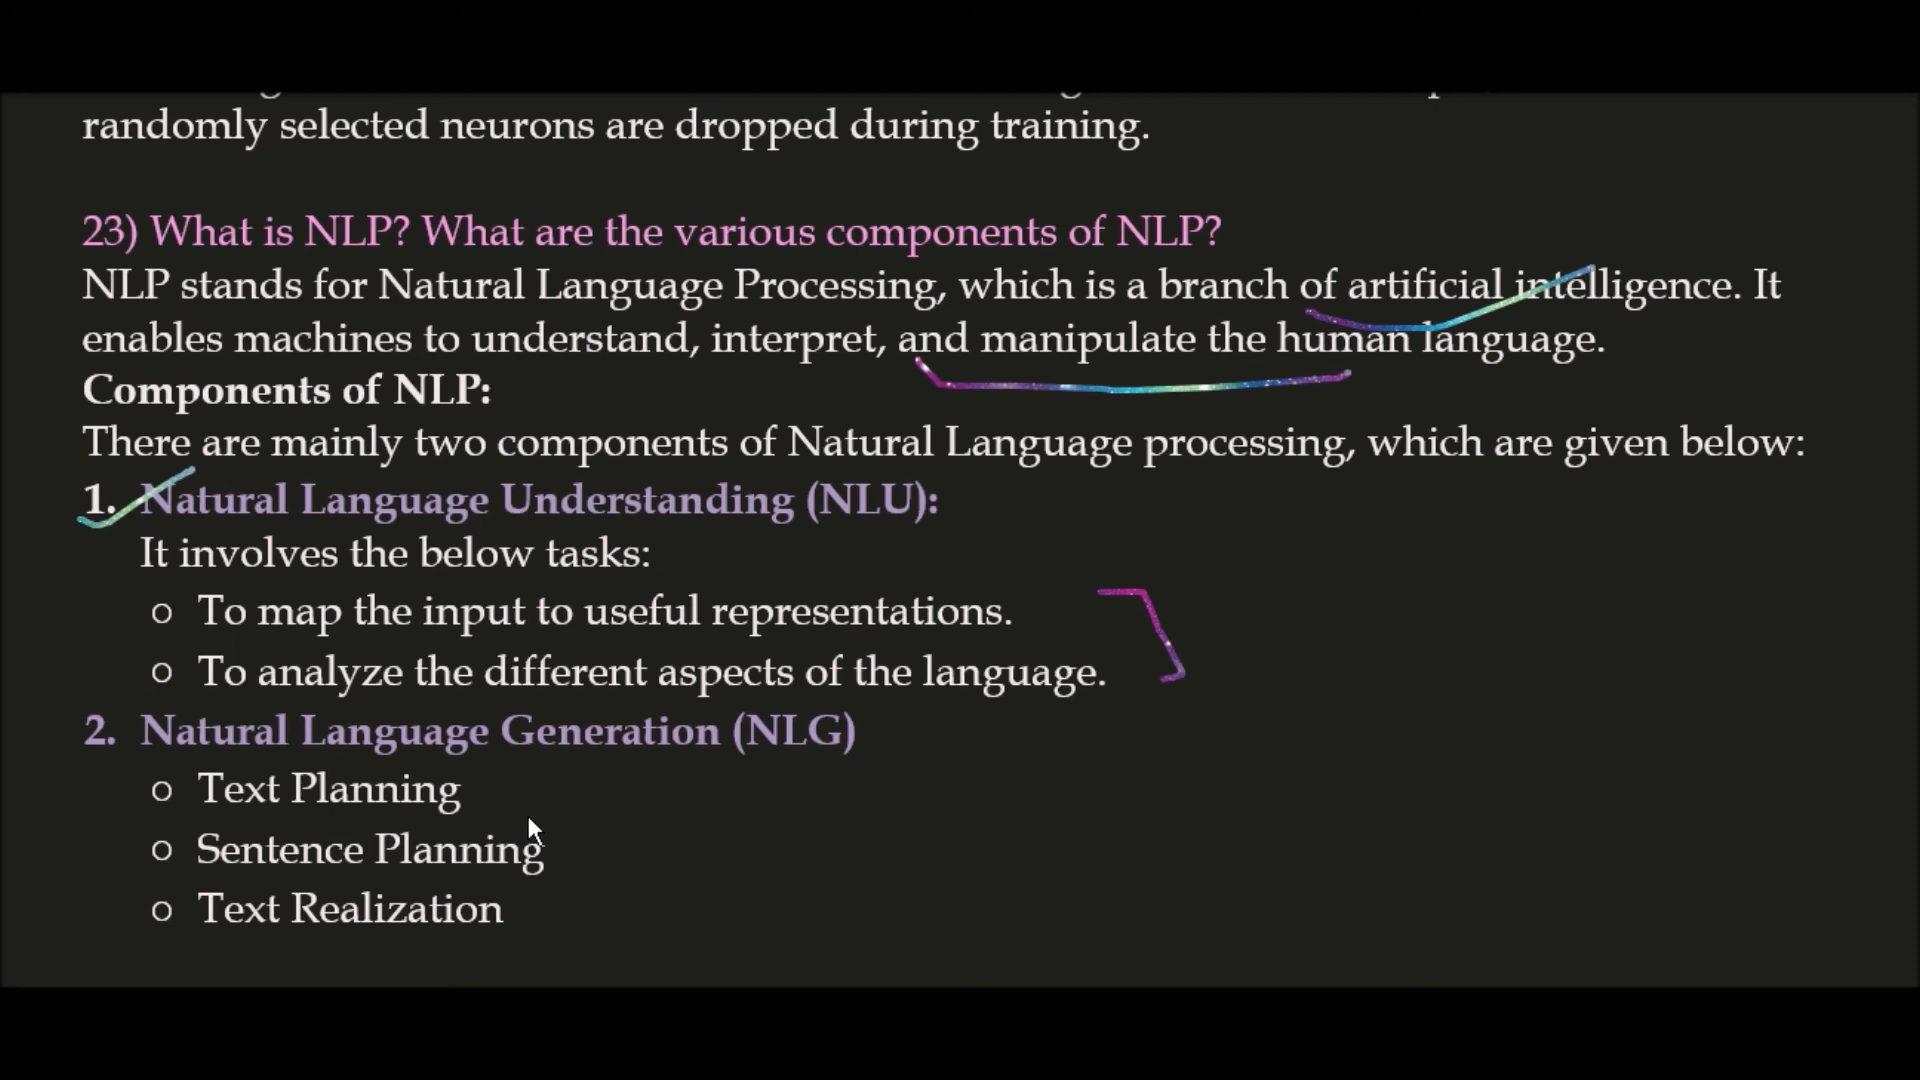 randomly selected neurons are dropped during training.
23) What is NLP? What are the various components of NLP?
NLP stands for Natural Language Processing, which is a branch of artificial intelligence. It
enables machines to understand, interpret, and manipulate the human language.
Components of NLP:
There are mainly two components of Natural Language processing, which are given below:
1. Natural Language Understanding (NLU):
It involves the below tasks:
○ To map the input to useful representations.
○ To analyze the different aspects of the language.
2. Natural Language Generation (NLG)
○ Text Planning
○ Sentence Planning
○ Text Realization